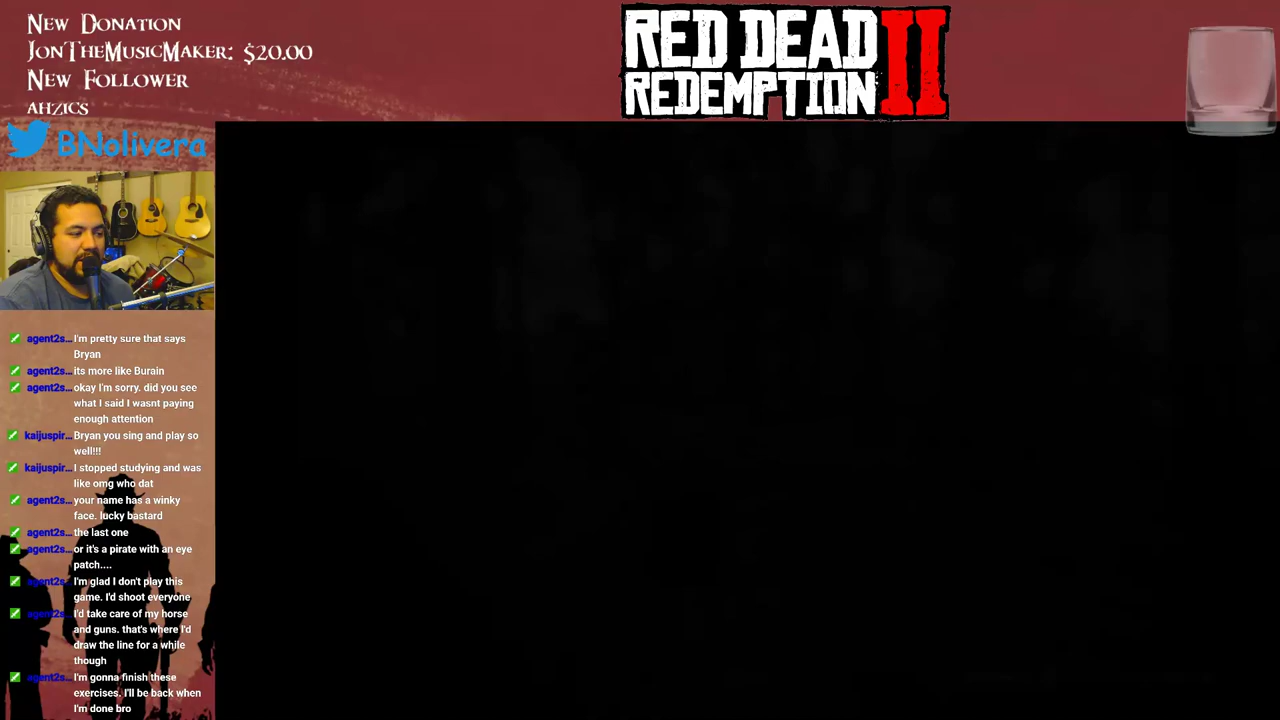 New Donation
JonTheMusicMaker: $20.00
New Follower
ahzics
BNolivera
RED DEAD
REDEMPTION II
agent2s... I'm pretty sure that says
Bryan
agent2s... its more like Burain
agent2s... okay I'm sorry. did you see
what I said I wasnt paying
enough attention
kaijuspir... Bryan you sing and play so
well!!!
kaijuspir... I stopped studying and was
like omg who dat
agent2s... your name has a winky
face. lucky bastard
agent2s... the last one
agent2s... or it's a pirate with an eye
patch....
agent2s... I'm glad I don't play this
game. I'd shoot everyone
agent2s... I'd take care of my horse
and guns. that's where I'd
draw the line for a while
though
agent2s... I'm gonna finish these
exercises. I'll be back when
I'm done bro